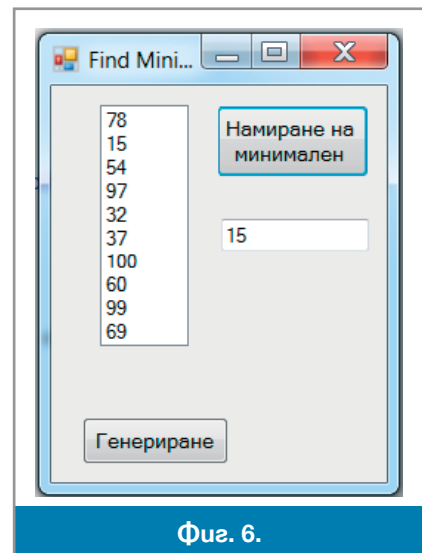 Find Mini...
78
15
54
97
32
37
100
60
99
69
Намиране на
минимален
15
Генериране
Фиг. 6.